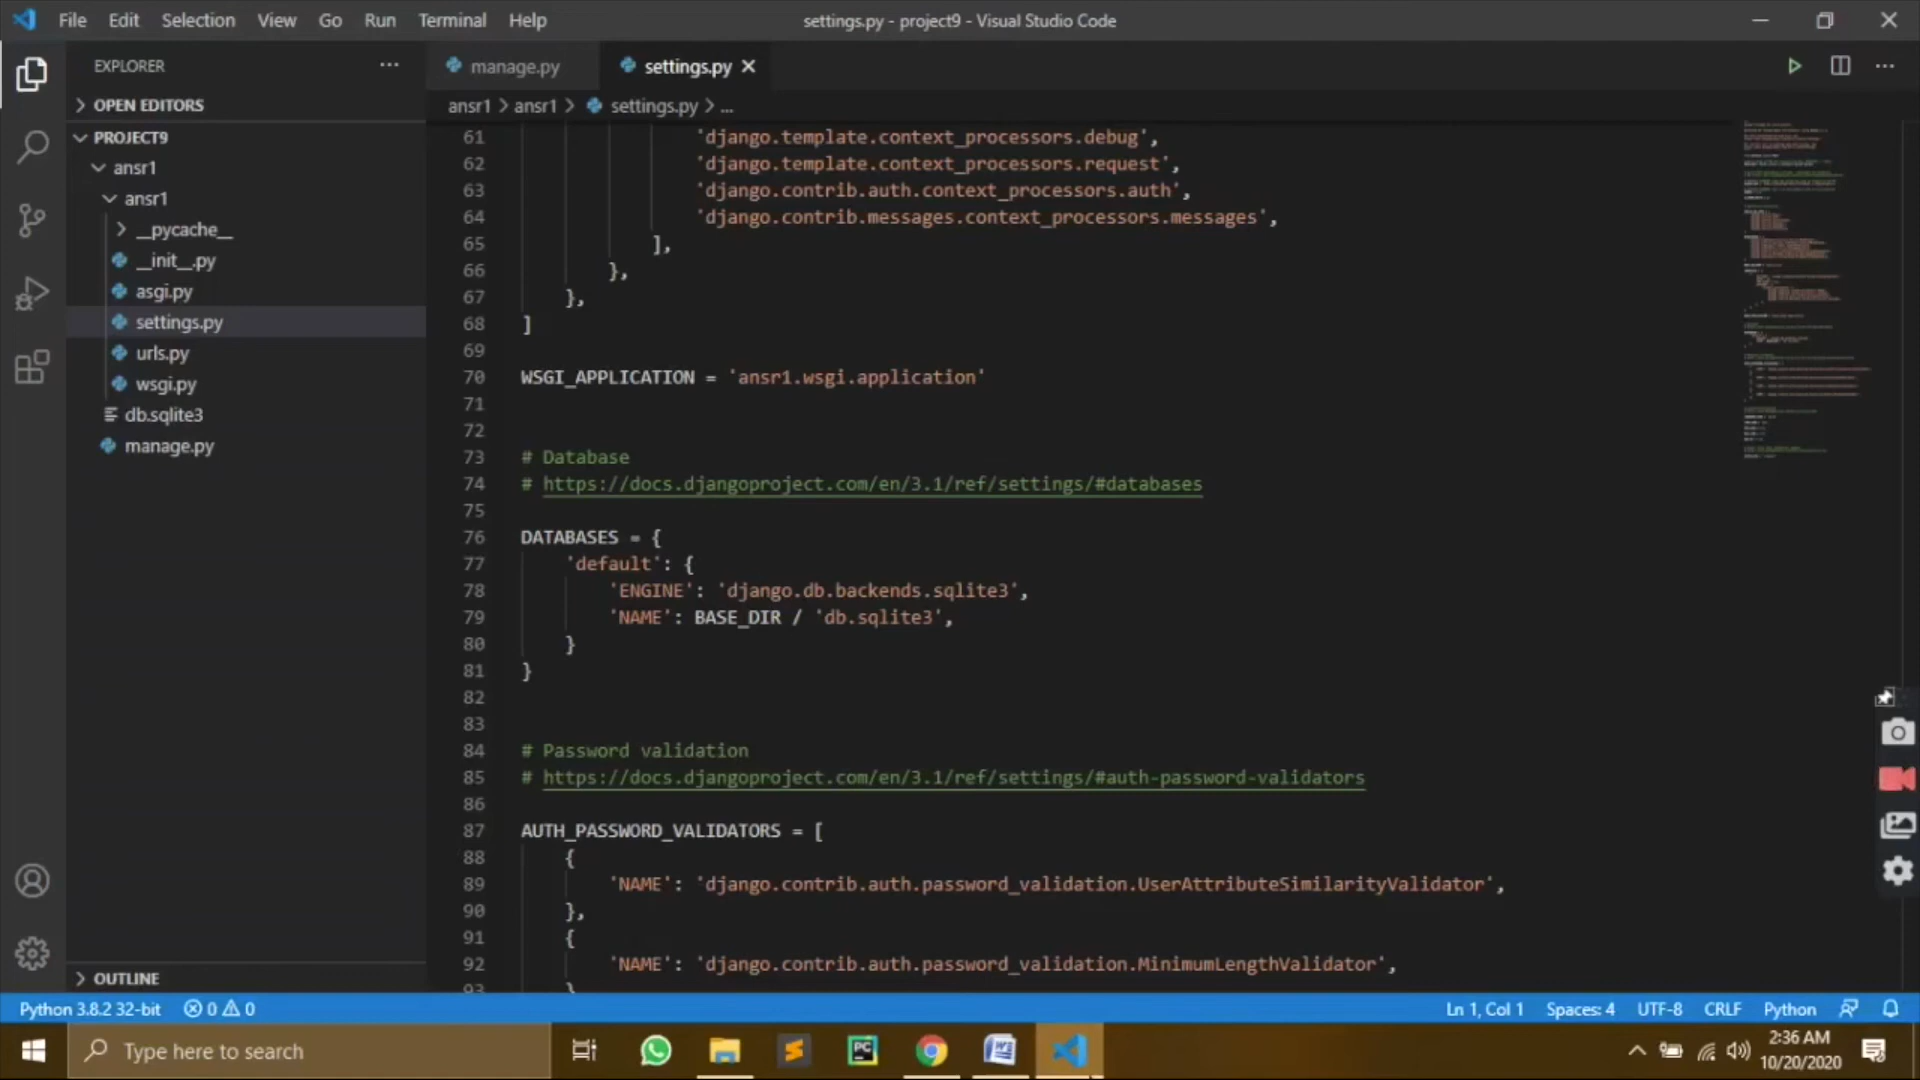 File Edit Selection View Go Run Terminal Help
settings.py - project9 - Visual Studio Code
EXPLORER
OPEN EDITORS
PROJECT9
ansr1
ansr1
__pycache__
__init__.py
asgi.py
settings.py
urls.py
wsgi.py
db.sqlite3
manage.py
OUTLINE
manage.py
settings.py
ansr1 > ansr1 > settings.py > ...
61 'django.template.context_processors.debug',
62 'django.template.context_processors.request',
63 'django.contrib.auth.context_processors.auth',
64 'django.contrib.messages.context_processors.messages',
65 ],
66 },
67 },
68 ]
69
70 WSGI_APPLICATION = 'ansr1.wsgi.application'
71
72
73 # Database
74 # https://docs.djangoproject.com/en/3.1/ref/settings/#databases
75
76 DATABASES = {
77 'default': {
78 'ENGINE': 'django.db.backends.sqlite3',
79 'NAME': BASE_DIR / 'db.sqlite3',
80 }
81 }
82
83
84 # Password validation
85 # https://docs.djangoproject.com/en/3.1/ref/settings/#auth-password-validators
86
87 AUTH_PASSWORD_VALIDATORS = [
88 {
89 'NAME': 'django.contrib.auth.password_validation.UserAttributeSimilarityValidator',
90 },
91 {
92 'NAME': 'django.contrib.auth.password_validation.MinimumLengthValidator',
93 }
Python 3.8.2 32-bit 0 0
Ln 1, Col 1 Spaces: 4 UTF-8 CRLF Python
Type here to search
PC
W
2:36 AM
10/20/2020